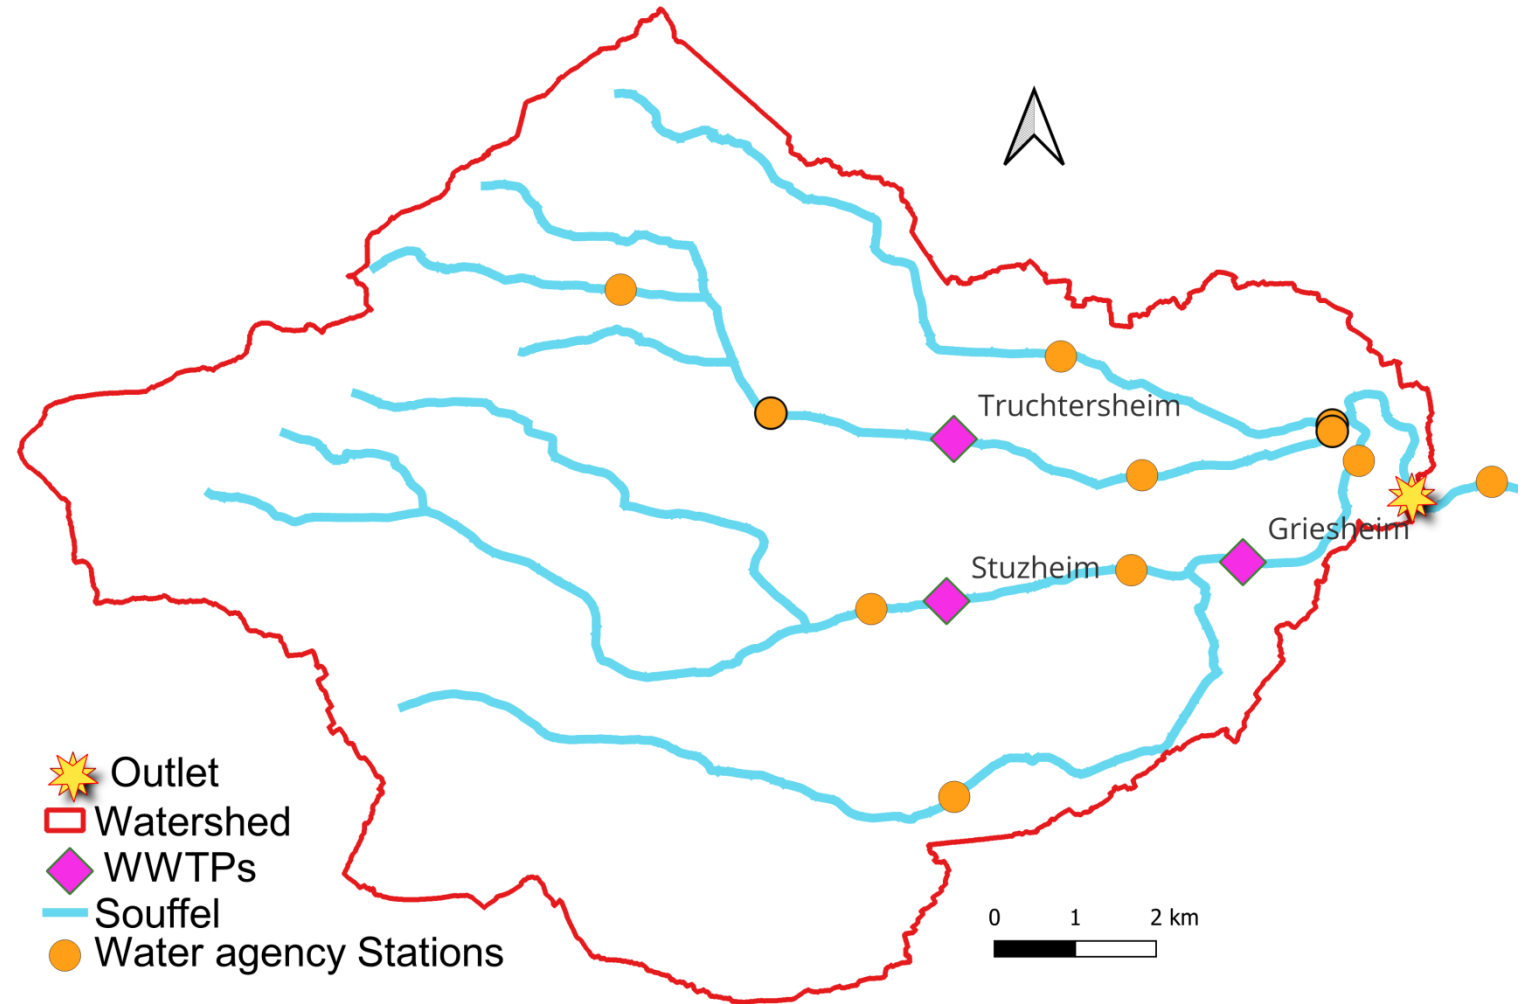 Truchtersheim
Griesheim
Stuzheim
Outlet
Watershed
WWTPs
Souffel
Water agency Stations
0 1 2 km